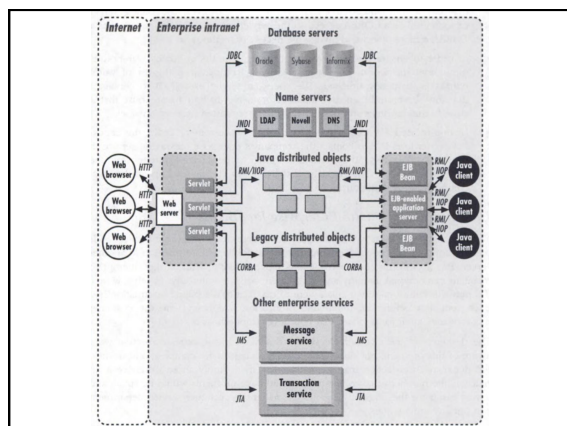 Internet
Enterprise intranet
Database servers
JDBC
Oracle
Sybase
Informix
JDBC
Name servers
JNDI
LDAP
Novell
DNS
JNDI
Java distributed objects
RMI/IIOP
RMI/IIOP
Web browser
HTTP
Web browser
HTTP
Web browser
HTTP
Web server
Servlet
Servlet
Servlet
EJB Bean
EJB-enabled application server
EJB Bean
RMI/ IIOP
Java client
RMI/ IIOP
Java client
RMI/ IIOP
Java client
Legacy distributed objects
CORBA
CORBA
Other enterprise services
Message service
JMS
JMS
Transaction service
JTA
JTA